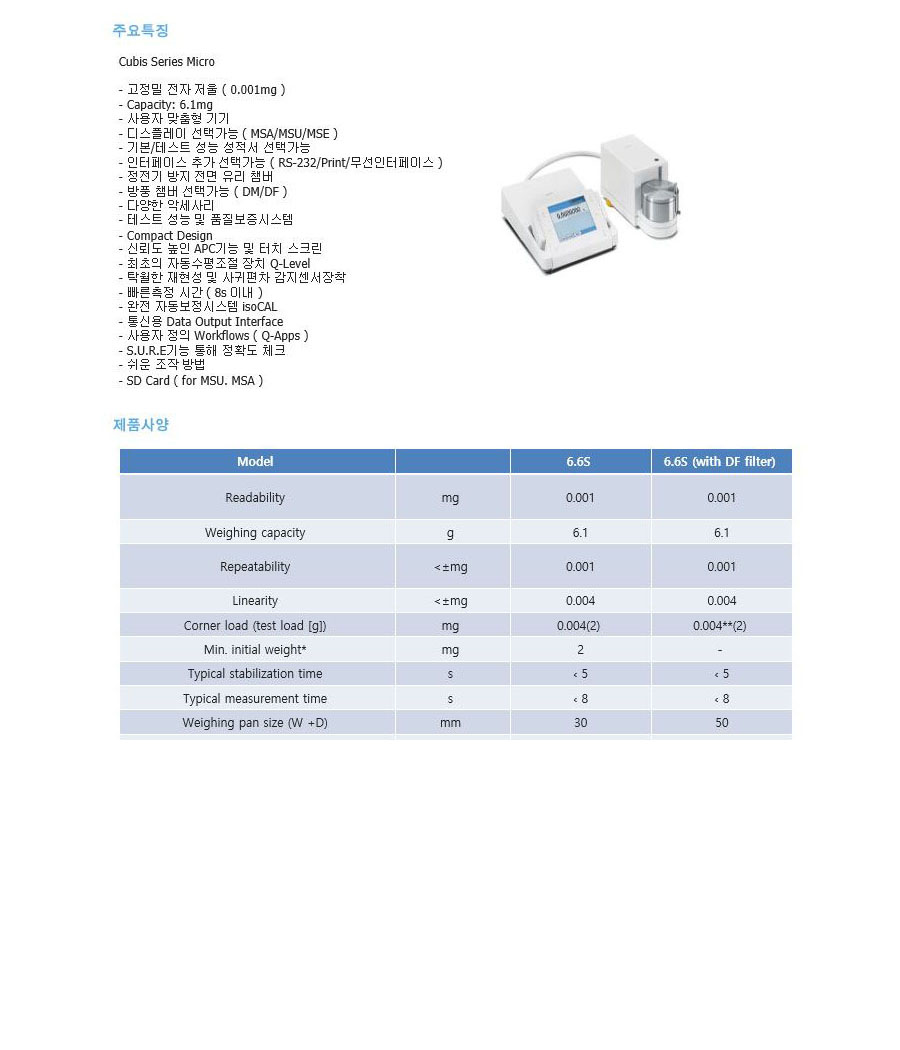 주요특징
Cubis Series Micro
- 고정밀 전자 저울 ( 0.001mg )
- Capacity: 6.1mg
- 사용자 맞춤형 기기
- 디스플레이 선택가능 ( MSA/MSU/MSE )
- 기본/테스트 성능 성적서 선택가능
- 인터페이스 추가 선택가능 ( RS-232/Print/무선인터페이스 )
- 정전기 방지 전면 유리 챔버
- 방풍 챔버 선택가능 ( DM/DF )
- 다양한 악세사리
- 테스트 성능 및 품질보증시스템
- Compact Design
- 신뢰도 높인 APC기능 및 터치 스크린
- 최초의 자동수평조절 장치 Q-Level
- 탁월한 재현성 및 사귀편차 감지센서장착
- 빠른측정 시간 ( 8s 이내 )
- 완전 자동보정시스템 isoCAL
- 통신용 Data Output Interface
- 사용자 정의 Workflows ( Q-Apps )
- S.U.R.E기능 통해 정확도 체크
- 쉬운 조작 방법
- SD Card ( for MSU. MSA )
제품사양
Model 6.6S 6.6S (with DF filter)
Readability mg 0.001 0.001
Weighing capacity g 6.1 6.1
Repeatability <±mg 0.001 0.001
Linearity <±mg 0.004 0.004
Corner load (test load [g]) mg 0.004(2) 0.004**(2)
Min. initial weight* mg 2 -
Typical stabilization time s ‹ 5 ‹ 5
Typical measurement time s ‹ 8 ‹ 8
Weighing pan size (W +D) mm 30 50